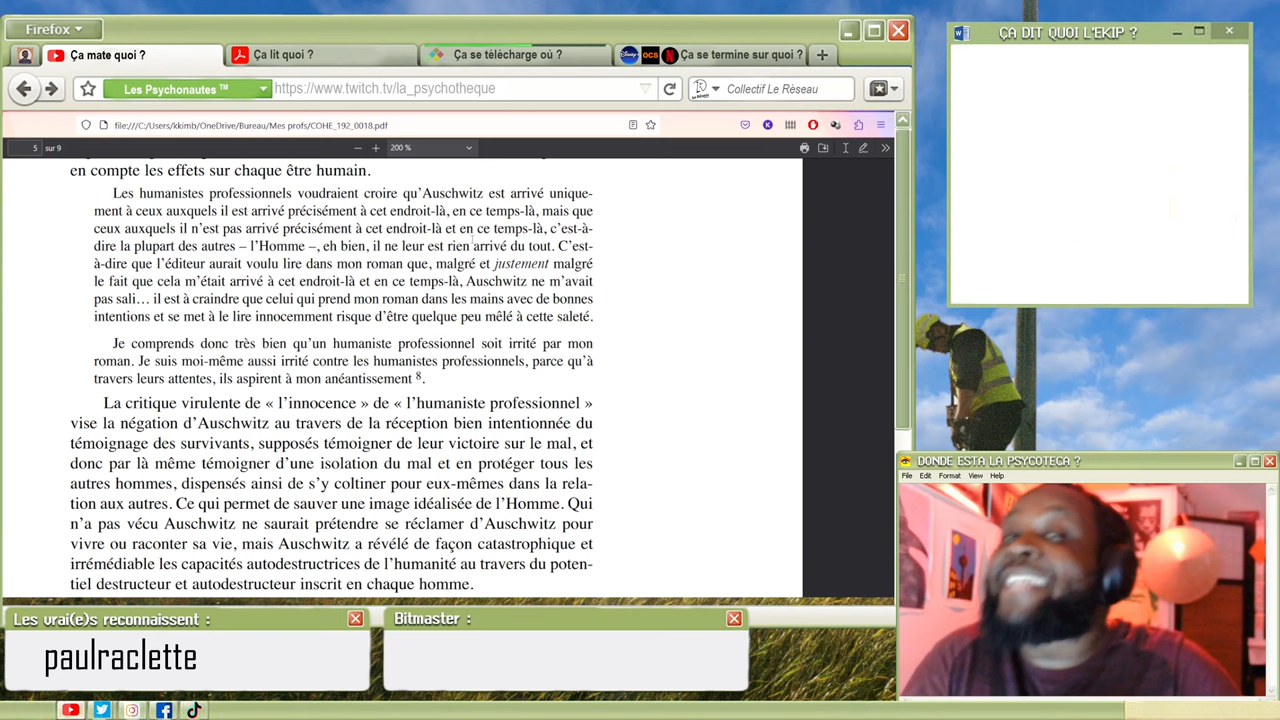 Firefox
ÇA DIT QUOI L'EKIP ?
Ça mate quoi ?
Ça lit quoi ?
Ça se télécharge où ?
Disney+
OCS
N
Ça se termine sur quoi ?
Les Psychonautes ™
https://www.twitch.tv/la_psychotheque
Collectif Le Réseau
file:///C:/Users/kkimb/OneDrive/Bureau/Mes profs/COHE_192_0018.pdf
5 sur 9
200 %
en compte les effets sur chaque être humain.
Les humanistes professionnels voudraient croire qu'Auschwitz est arrivé unique-
ment à ceux auxquels il est arrivé précisément à cet endroit-là, en ce temps-là, mais que
ceux auxquels il n'est pas arrivé précisément à cet endroit-là et en ce temps-là, c'est-à-
dire la plupart des autres – l'Homme –, eh bien, il ne leur est rien arrivé du tout. C'est-
à-dire que l'éditeur aurait voulu lire dans mon roman que, malgré et justement malgré
le fait que cela m'était arrivé à cet endroit-là et en ce temps-là, Auschwitz ne m'avait
pas sali… il est à craindre que celui qui prend mon roman dans les mains avec de bonnes
intentions et se met à le lire innocemment risque d'être quelque peu mêlé à cette saleté.
Je comprends donc très bien qu'un humaniste professionnel soit irrité par mon
roman. Je suis moi-même aussi irrité contre les humanistes professionnels, parce qu'à
travers leurs attentes, ils aspirent à mon anéantissement 8.
La critique virulente de « l'innocence » de « l'humaniste professionnel »
vise la négation d'Auschwitz au travers de la réception bien intentionnée du
témoignage des survivants, supposés témoigner de leur victoire sur le mal, et
donc par là même témoigner d'une isolation du mal et en protéger tous les
autres hommes, dispensés ainsi de s'y coltiner pour eux-mêmes dans la rela-
tion aux autres. Ce qui permet de sauver une image idéalisée de l'Homme. Qui
n'a pas vécu Auschwitz ne saurait prétendre se réclamer d'Auschwitz pour
vivre ou raconter sa vie, mais Auschwitz a révélé de façon catastrophique et
irrémédiable les capacités autodestructrices de l'humanité au travers du poten-
tiel destructeur et autodestructeur inscrit en chaque homme.
DONDE ESTA LA PSYCOTECA ?
File Edit Format View Help
Les vrai(e)s reconnaissent :
paulraclette
Bitmaster :